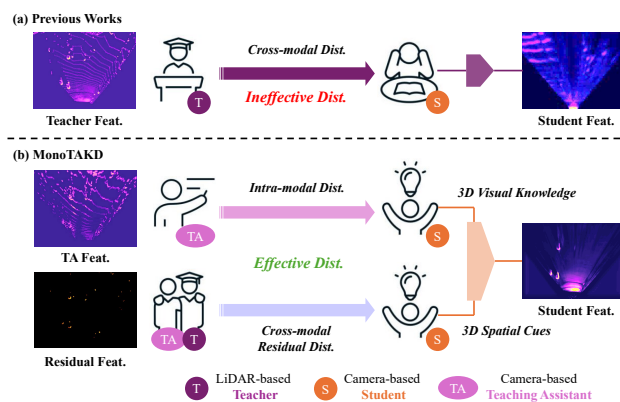 (a) Previous Works
Cross-modal Dist.
Ineffective Dist.
T
S
Teacher Feat.
Student Feat.
(b) MonoTAKD
Intra-modal Dist.
3D Visual Knowledge
TA
S
TA Feat.
Effective Dist.
Student Feat.
TA T
S
Cross-modal
Residual Dist.
3D Spatial Cues
Residual Feat.
T LiDAR-based
Teacher
S Camera-based
Student
TA Camera-based
Teaching Assistant